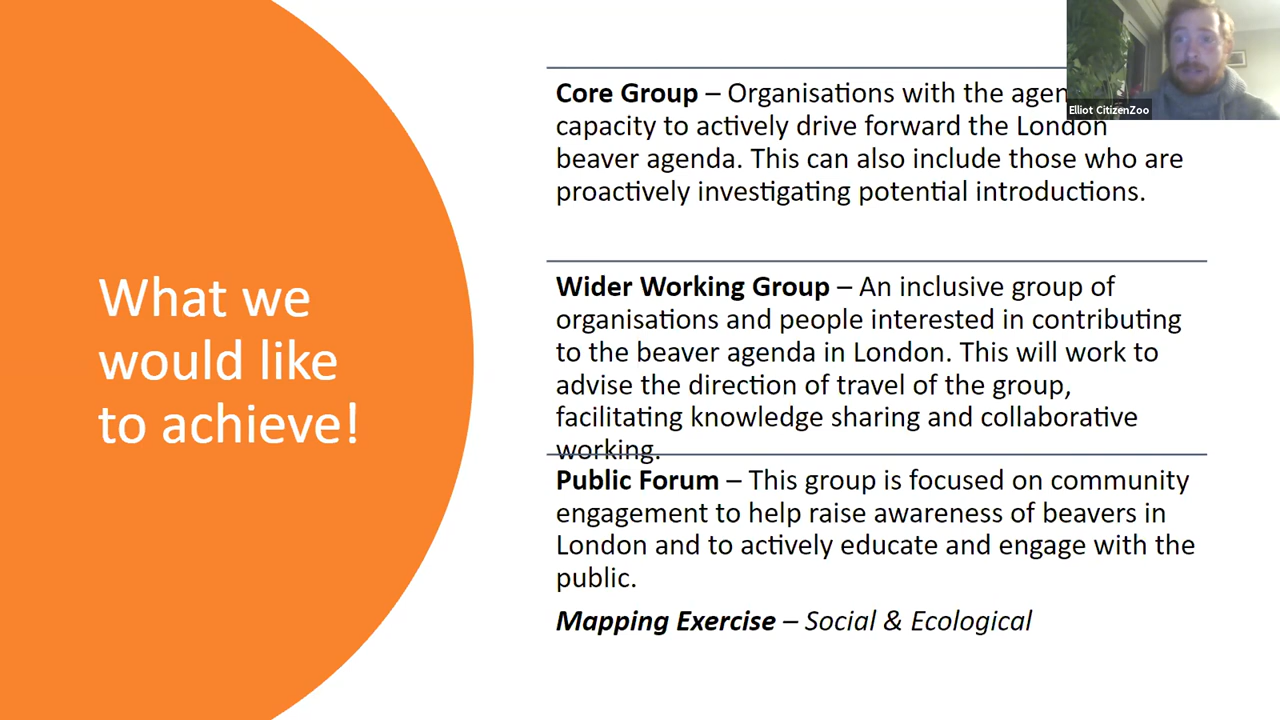 What we
would like
to achieve!
Core Group – Organisations with the
capacity to actively drive forward the London
beaver agenda. This can also include those who are
proactively investigating potential introductions.
Wider Working Group – An inclusive group of
organisations and people interested in contributing
to the beaver agenda in London. This will work to
advise the direction of travel of the group,
facilitating knowledge sharing and collaborative
working.
Public Forum – This group is focused on community
engagement to help raise awareness of beavers in
London and to actively educate and engage with the
public.
Mapping Exercise – Social & Ecological
Elliot CitizenZoo